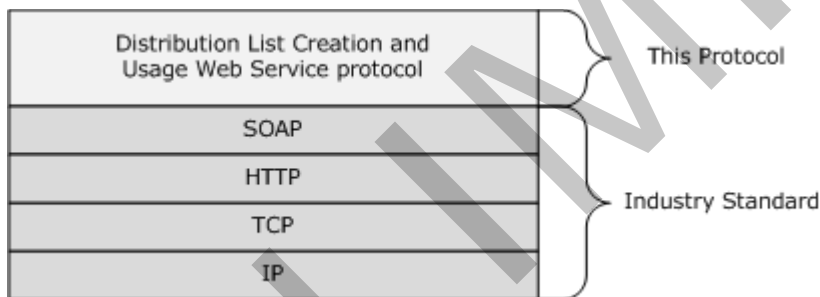 Distribution List Creation and
Usage Web Service protocol
This Protocol
SOAP
HTTP
TCP
IP
Industry Standard